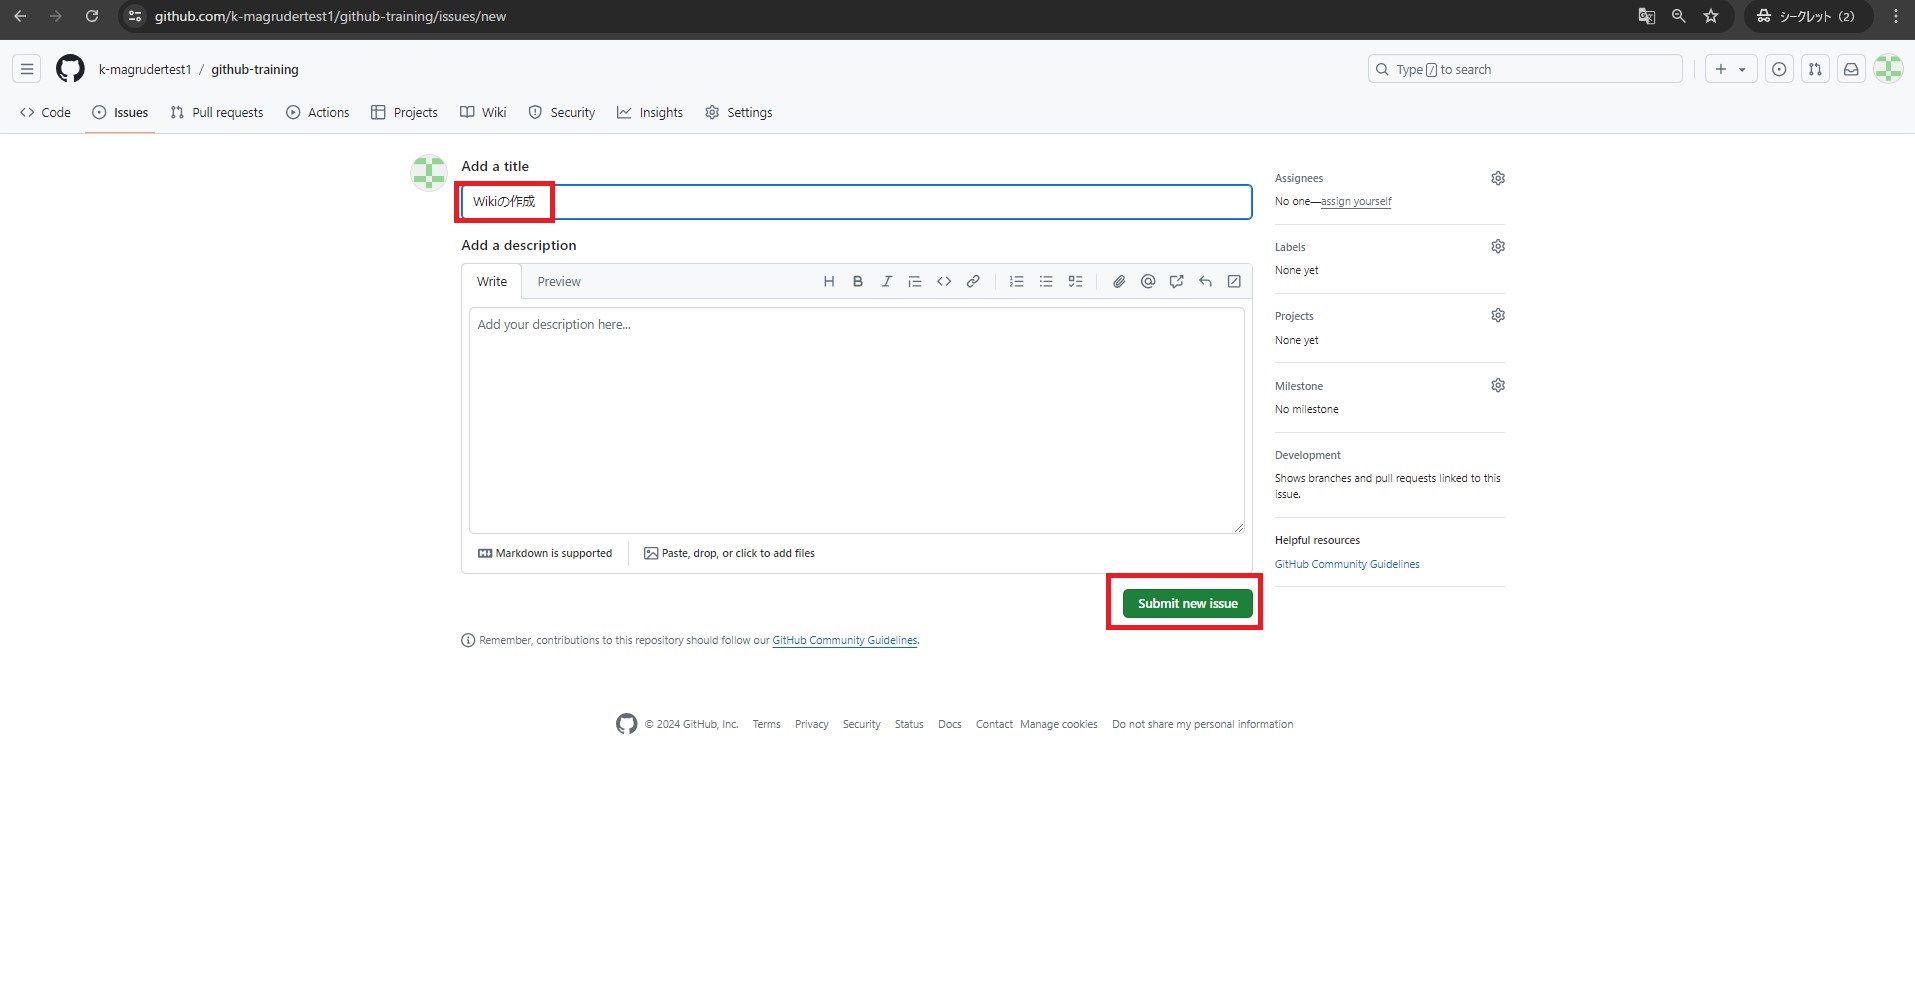 github.com/k-magrudertest1/github-training/issues/new
シークレット (2)
k-magrudertest1 / github-training
Type / to search
Code Issues Pull requests Actions Projects Wiki Security Insights Settings
Add a title
Wikiの作成
Add a description
Write Preview
Add your description here...
Markdown is supported
Paste, drop, or click to add files
Submit new issue
Remember, contributions to this repository should follow our GitHub Community Guidelines.
Assignees
No one—assign yourself
Labels
None yet
Projects
None yet
Milestone
No milestone
Development
Shows branches and pull requests linked to this
issue.
Helpful resources
GitHub Community Guidelines
© 2024 GitHub, Inc. Terms Privacy Security Status Docs Contact Manage cookies Do not share my personal information